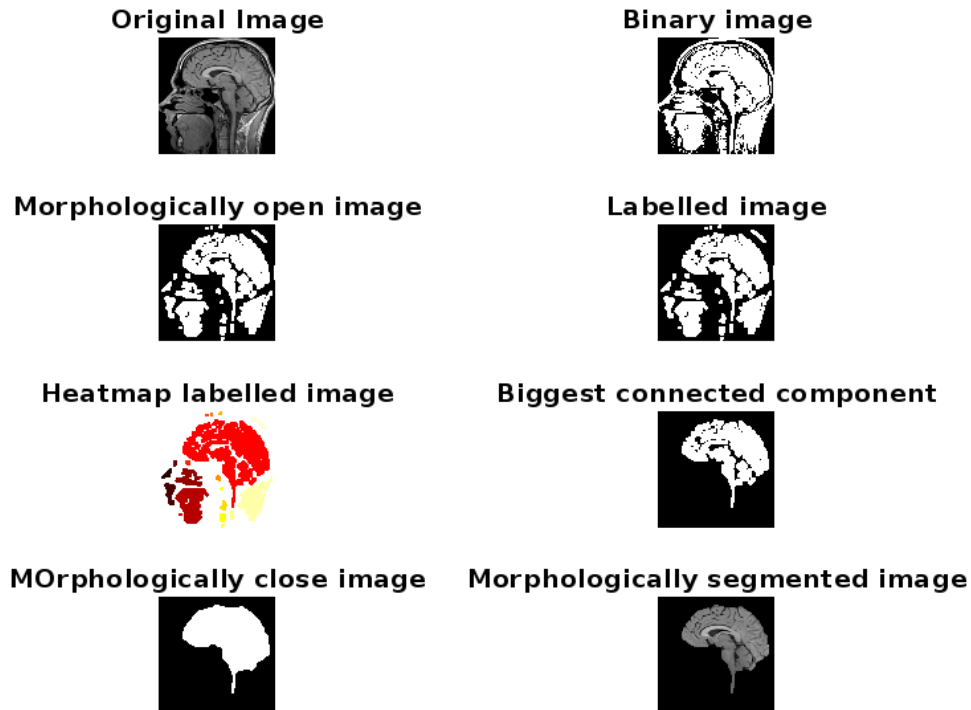 Original Image
Binary image
Morphologically open image
Labelled image
Heatmap labelled image
Biggest connected component
MOrphologically close image
Morphologically segmented image